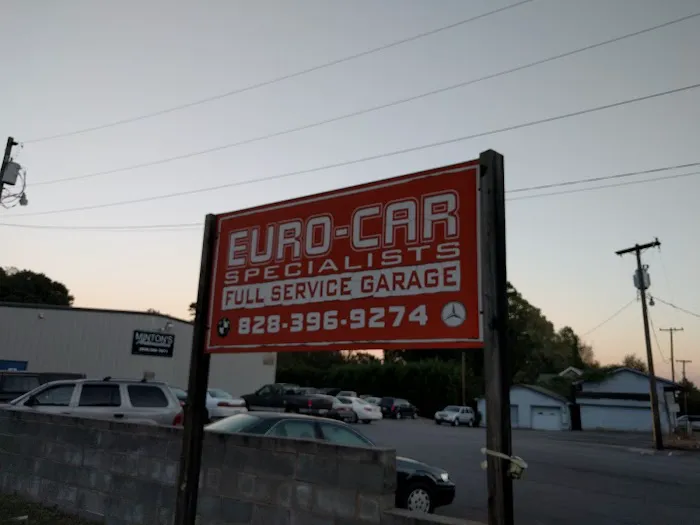 EURO-CAR
SPECIALISTS
FULL SERVICE GARAGE
828-396-9274
MINTON'S